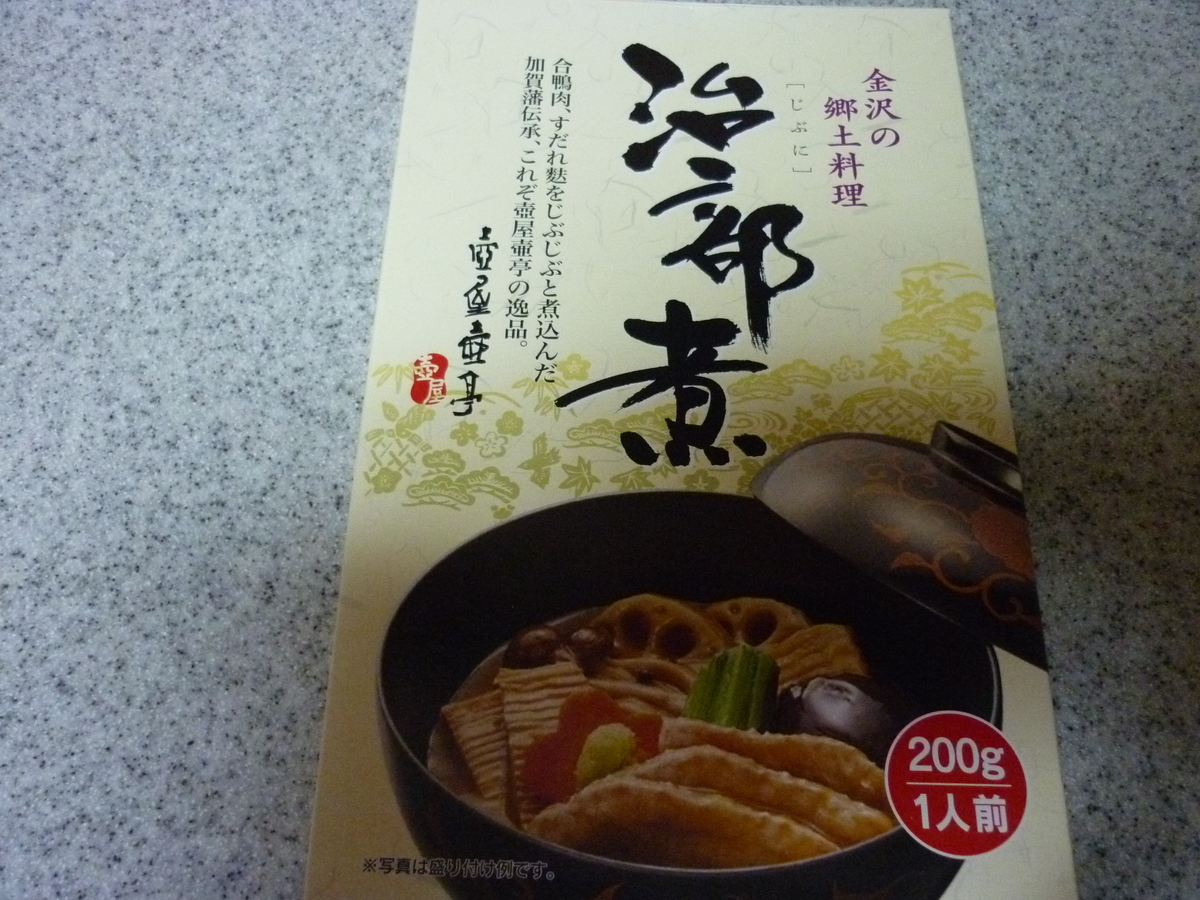 金沢の
郷土料理
［じぶに］
治部煮
合鴨肉、すだれ麩をじぶじぶと煮込んだ
加賀藩伝承、これぞ壺屋壺亭の逸品。
壺屋壺亭
壺屋
200g
1人前
※写真は盛り付け例です。